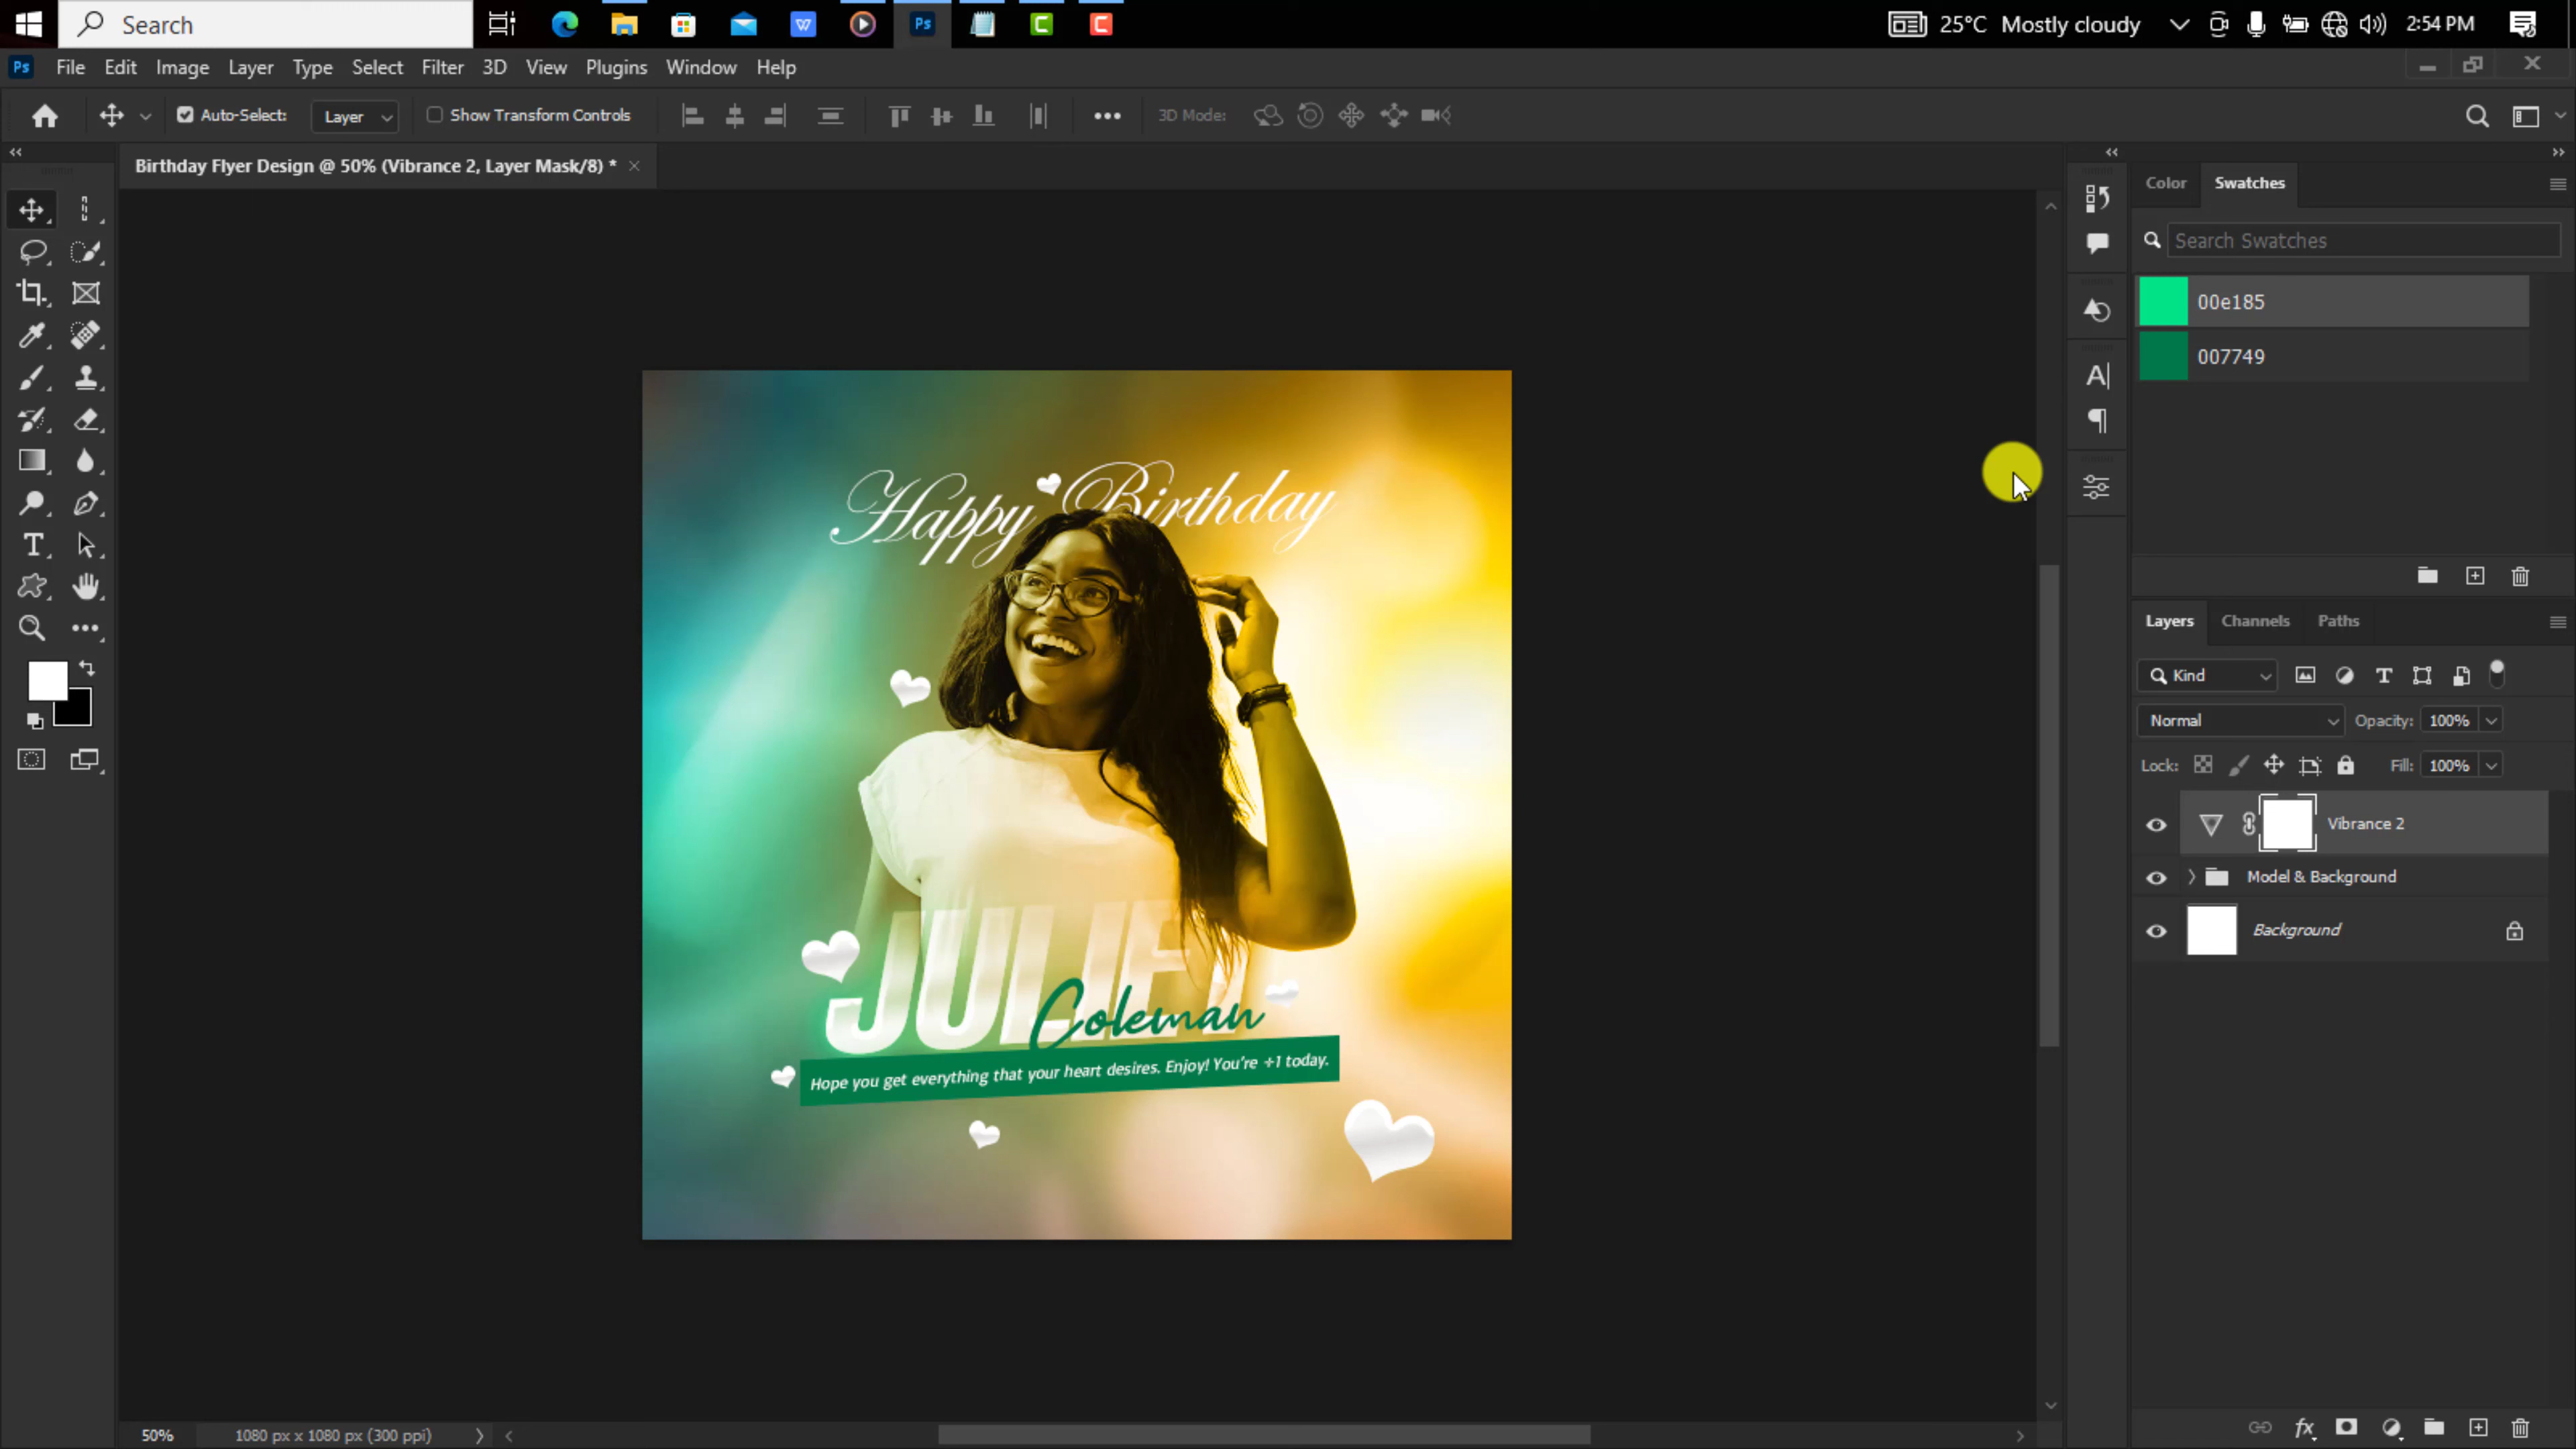 Search
25°C Mostly cloudy
2:54 PM
Ps File Edit Image Layer Type Select Filter 3D View Plugins Window Help
Auto-Select: Layer Show Transform Controls 3D Mode:
Birthday Flyer Design @ 50% (Vibrance 2, Layer Mask/8) *
Color Swatches
Search Swatches
00e185
007749
Happy Birthday
JULIET
Coleman
Hope you get everything that your heart desires. Enjoy! You're +1 today.
Layers Channels Paths
Kind
Normal Opacity: 100%
Lock: Fill: 100%
Vibrance 2
Model & Background
Background
50% 1080 px x 1080 px (300 ppi)